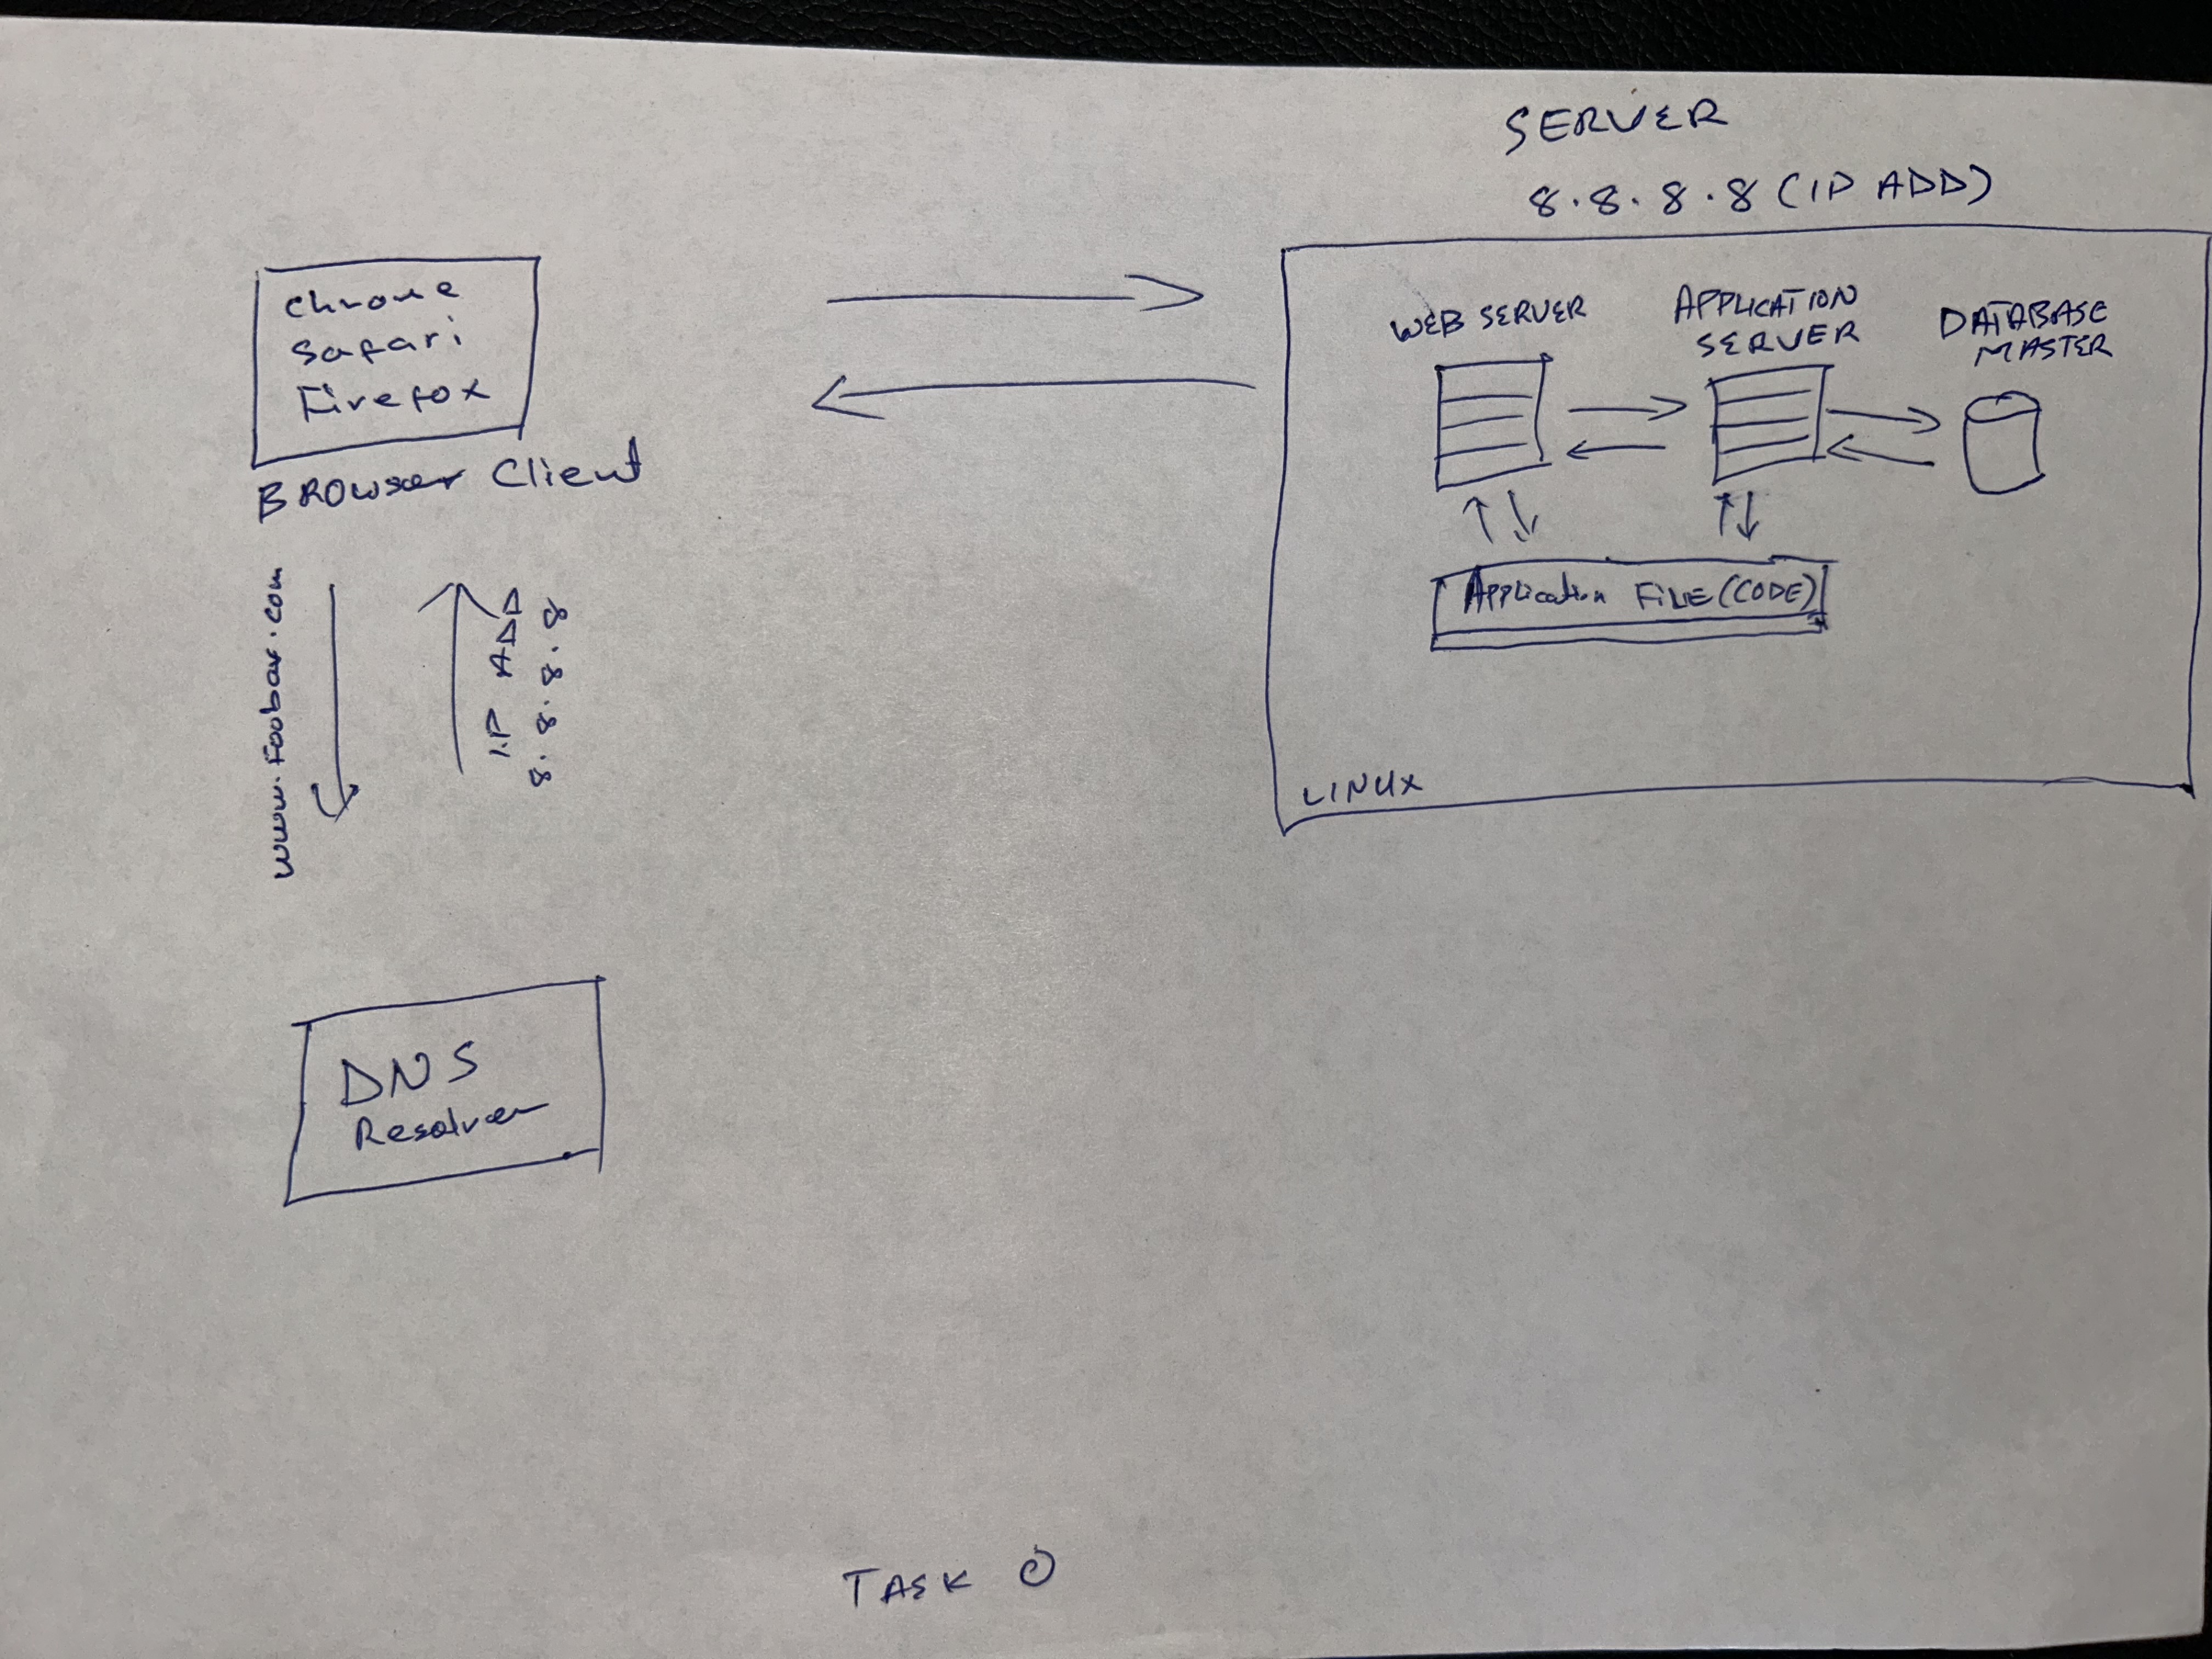 SERVER
8.8.8.8 (IP ADD)
Chrome
Safari
Firefox
BROWser Client
WEB SERVER
APPLICATION
SERVER
DATABASE
MASTER
Application FILE (CODE)
LINUX
www.Foobar.com
I.P ADD
8.8.8.8.8
DNS
Resolver
TASK 0